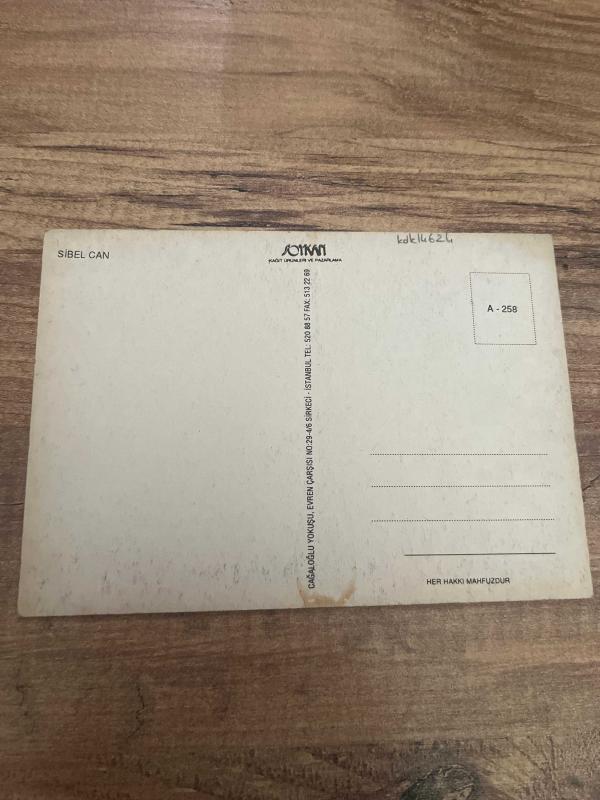 SİBEL CAN
SOYKAN
KAĞIT ÜRÜNLERİ VE PAZARLAMA
kdk14624
A - 258
CAĞALOĞLU YOKUŞU, EVREN ÇARŞISI NO:29-4/6 SİRKECİ - İSTANBUL TEL: 520 88 57 FAX: 513 22 69
HER HAKKI MAHFUZDUR